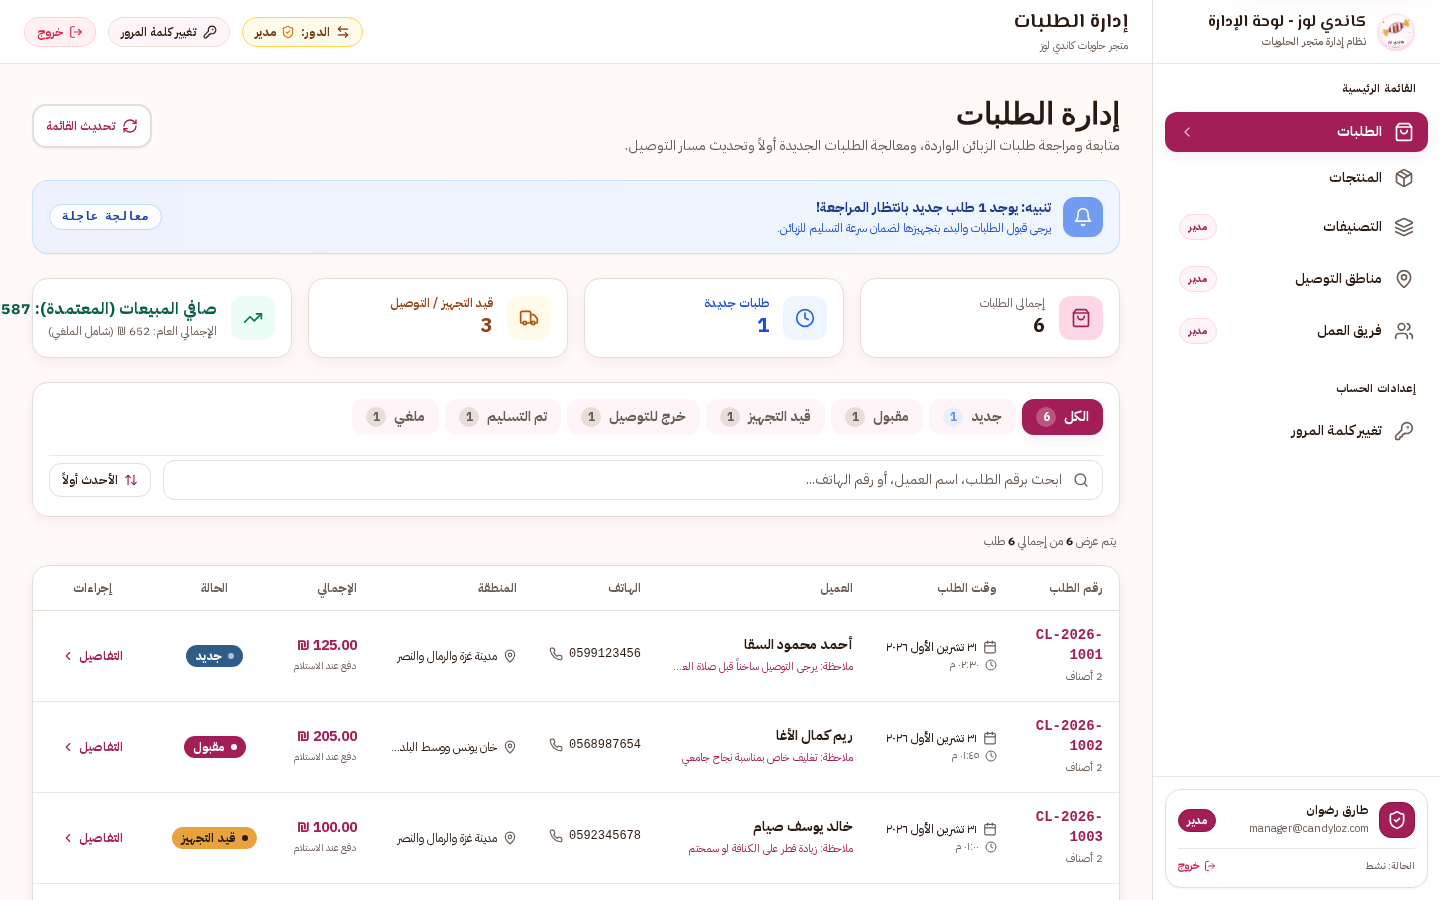 كاندي لوز - لوحة الإدارة
نظام إدارة متجر الحلويات
القائمة الرئيسية
الطلبات
المنتجات
التصنيفات
مدير
مناطق التوصيل
مدير
فريق العمل
مدير
إعدادات الحساب
تغيير كلمة المرور
طارق رضوان
manager@candyloz.com
مدير
الحالة: نشط
خروج
إدارة الطلبات
متجر حلويات كاندي لوز
الدور: مدير
تغيير كلمة المرور
خروج
إدارة الطلبات
متابعة ومراجعة طلبات الزبائن الواردة، ومعالجة الطلبات الجديدة أولاً وتحديث مسار التوصيل.
تحديث القائمة
تنبيه: يوجد 1 طلب جديد بانتظار المراجعة!
يرجى قبول الطلبات والبدء بتجهيزها لضمان سرعة التسليم للزبائن.
معالجة عاجلة
إجمالي الطلبات
6
طلبات جديدة
1
قيد التجهيز / التوصيل
3
صافي المبيعات (المعتمدة): 587
الإجمالي العام: 652 ₪ (شامل الملغي)
الكل 6
جديد 1
مقبول 1
قيد التجهيز 1
خرج للتوصيل 1
تم التسليم 1
ملغي 1
ابحث برقم الطلب، اسم العميل، أو رقم الهاتف...
الأحدث أولاً
يتم عرض 6 من إجمالي 6 طلب
رقم الطلب وقت الطلب العميل الهاتف المنطقة الإجمالي الحالة إجراءات
CL-2026-1001
2 أصناف
٣١ تشرين الأول ٢٠٢٦
٠٢:٣٠ م
أحمد محمود السقا
ملاحظة: يرجى التوصيل ساخناً قبل صلاة العـ...
0599123456
مدينة غزة والرمال والنصر
125.00 ₪
دفع عند الاستلام
جديد
التفاصيل
CL-2026-1002
2 أصناف
٣١ تشرين الأول ٢٠٢٦
٠١:٤٥ م
ريم كمال الأغا
ملاحظة: تغليف خاص بمناسبة نجاح جامعي
0568987654
خان يونس ووسط البلد...
205.00 ₪
دفع عند الاستلام
مقبول
التفاصيل
CL-2026-1003
2 أصناف
٣١ تشرين الأول ٢٠٢٦
٠١:٠٠ م
خالد يوسف صيام
ملاحظة: زيادة قطر على الكنافة لو سمحتم
0592345678
مدينة غزة والرمال والنصر
100.00 ₪
دفع عند الاستلام
قيد التجهيز
التفاصيل